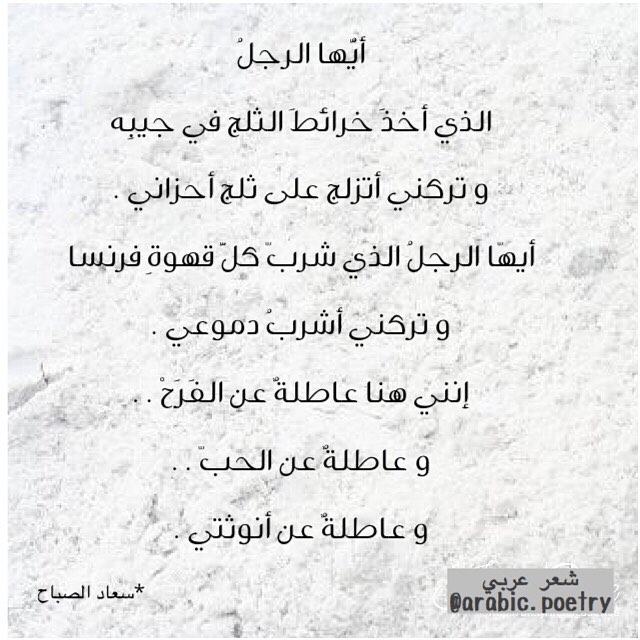 أيّها الرجلُ
الذي أخذَ خرائطَ الثلج في جيبِه
و تركني أتزلج على ثلج أحزاني .
أيهّا الرجلُ الذي شربّ كلّ قهوةِ فرنسا
و تركني أشربُ دموعي .
إنني هنا عاطلةٌ عن الفَرَحْ . .
و عاطلةٌ عن الحبّ . .
و عاطلةٌ عن أنوثتي .
*سعاد الصباح
شعر عربي
@arabic.poetry